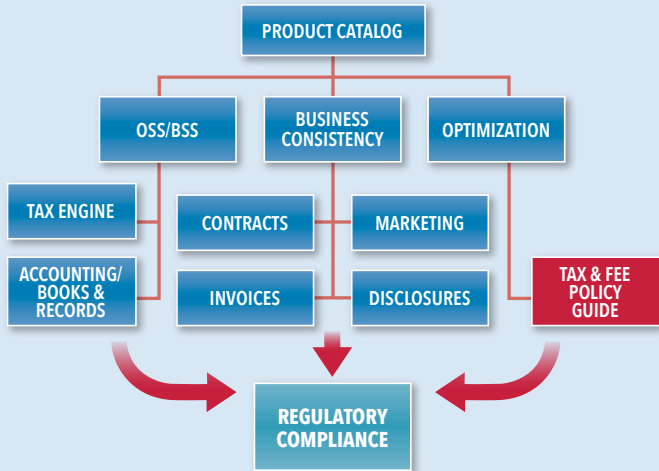 PRODUCT CATALOG
OSS/BSS
BUSINESS
CONSISTENCY
OPTIMIZATION
TAX ENGINE
CONTRACTS
MARKETING
ACCOUNTING/
BOOKS &
RECORDS
INVOICES
DISCLOSURES
TAX & FEE
POLICY
GUIDE
REGULATORY
COMPLIANCE